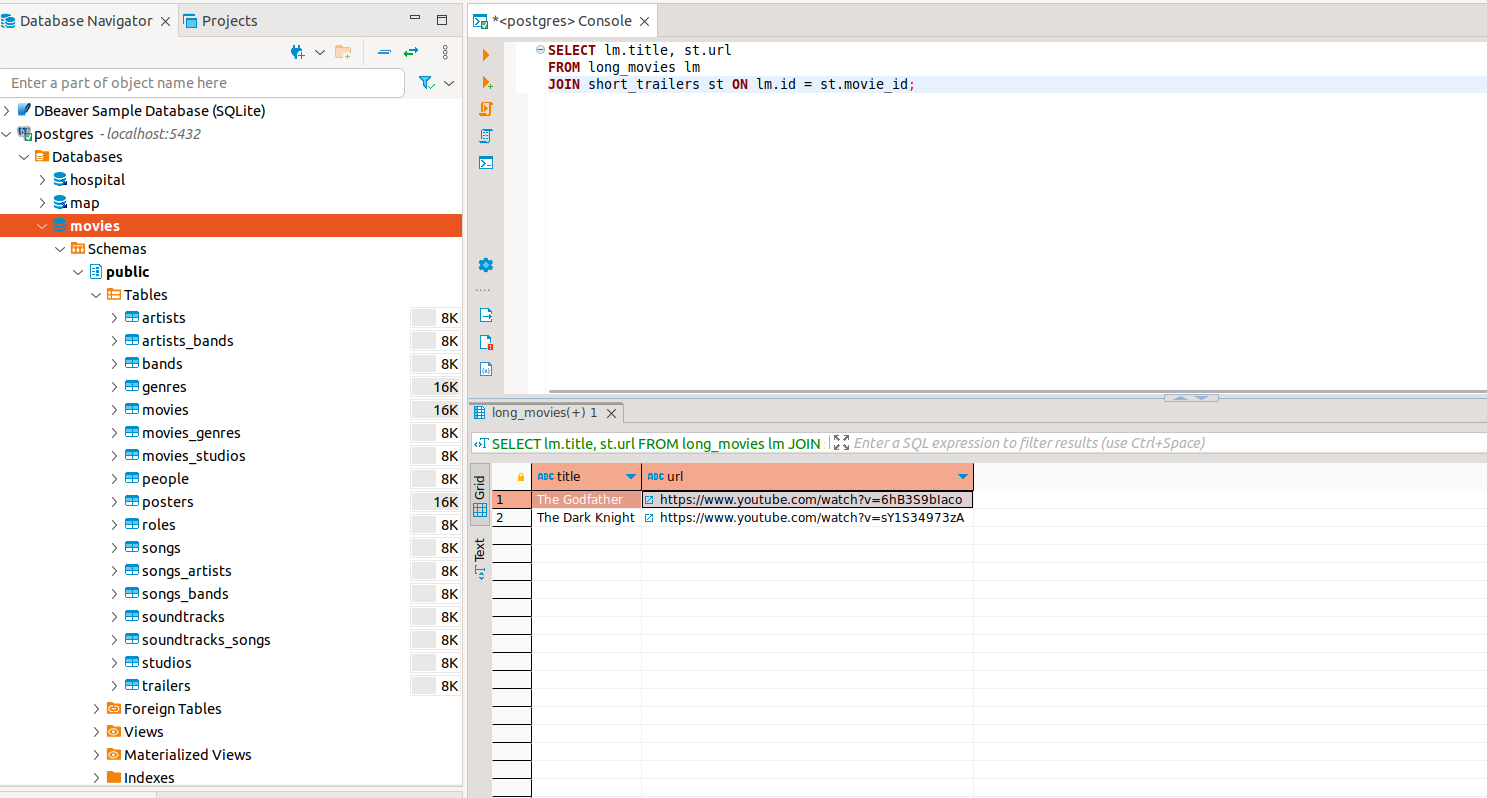 Database Navigator
Projects
Enter a part of object name here
DBeaver Sample Database (SQLite)
postgres - localhost:5432
Databases
hospital
map
movies
Schemas
public
Tables
artists 8K
artists_bands 8K
bands 8K
genres 16K
movies 16K
movies_genres 8K
movies_studios 8K
people 8K
posters 16K
roles 8K
songs 8K
songs_artists 8K
songs_bands 8K
soundtracks 8K
soundtracks_songs 8K
studios 8K
trailers 8K
Foreign Tables
Views
Materialized Views
Indexes
*<postgres> Console
SELECT lm.title, st.url
FROM long_movies lm
JOIN short_trailers st ON lm.id = st.movie_id;
long_movies(+) 1
SELECT lm.title, st.url FROM long_movies lm JOIN
Enter a SQL expression to filter results (use Ctrl+Space)
Grid
Text
ABC title ABC url
1 The Godfather https://www.youtube.com/watch?v=6hB3S9bIaco
2 The Dark Knight https://www.youtube.com/watch?v=sY1S34973zA